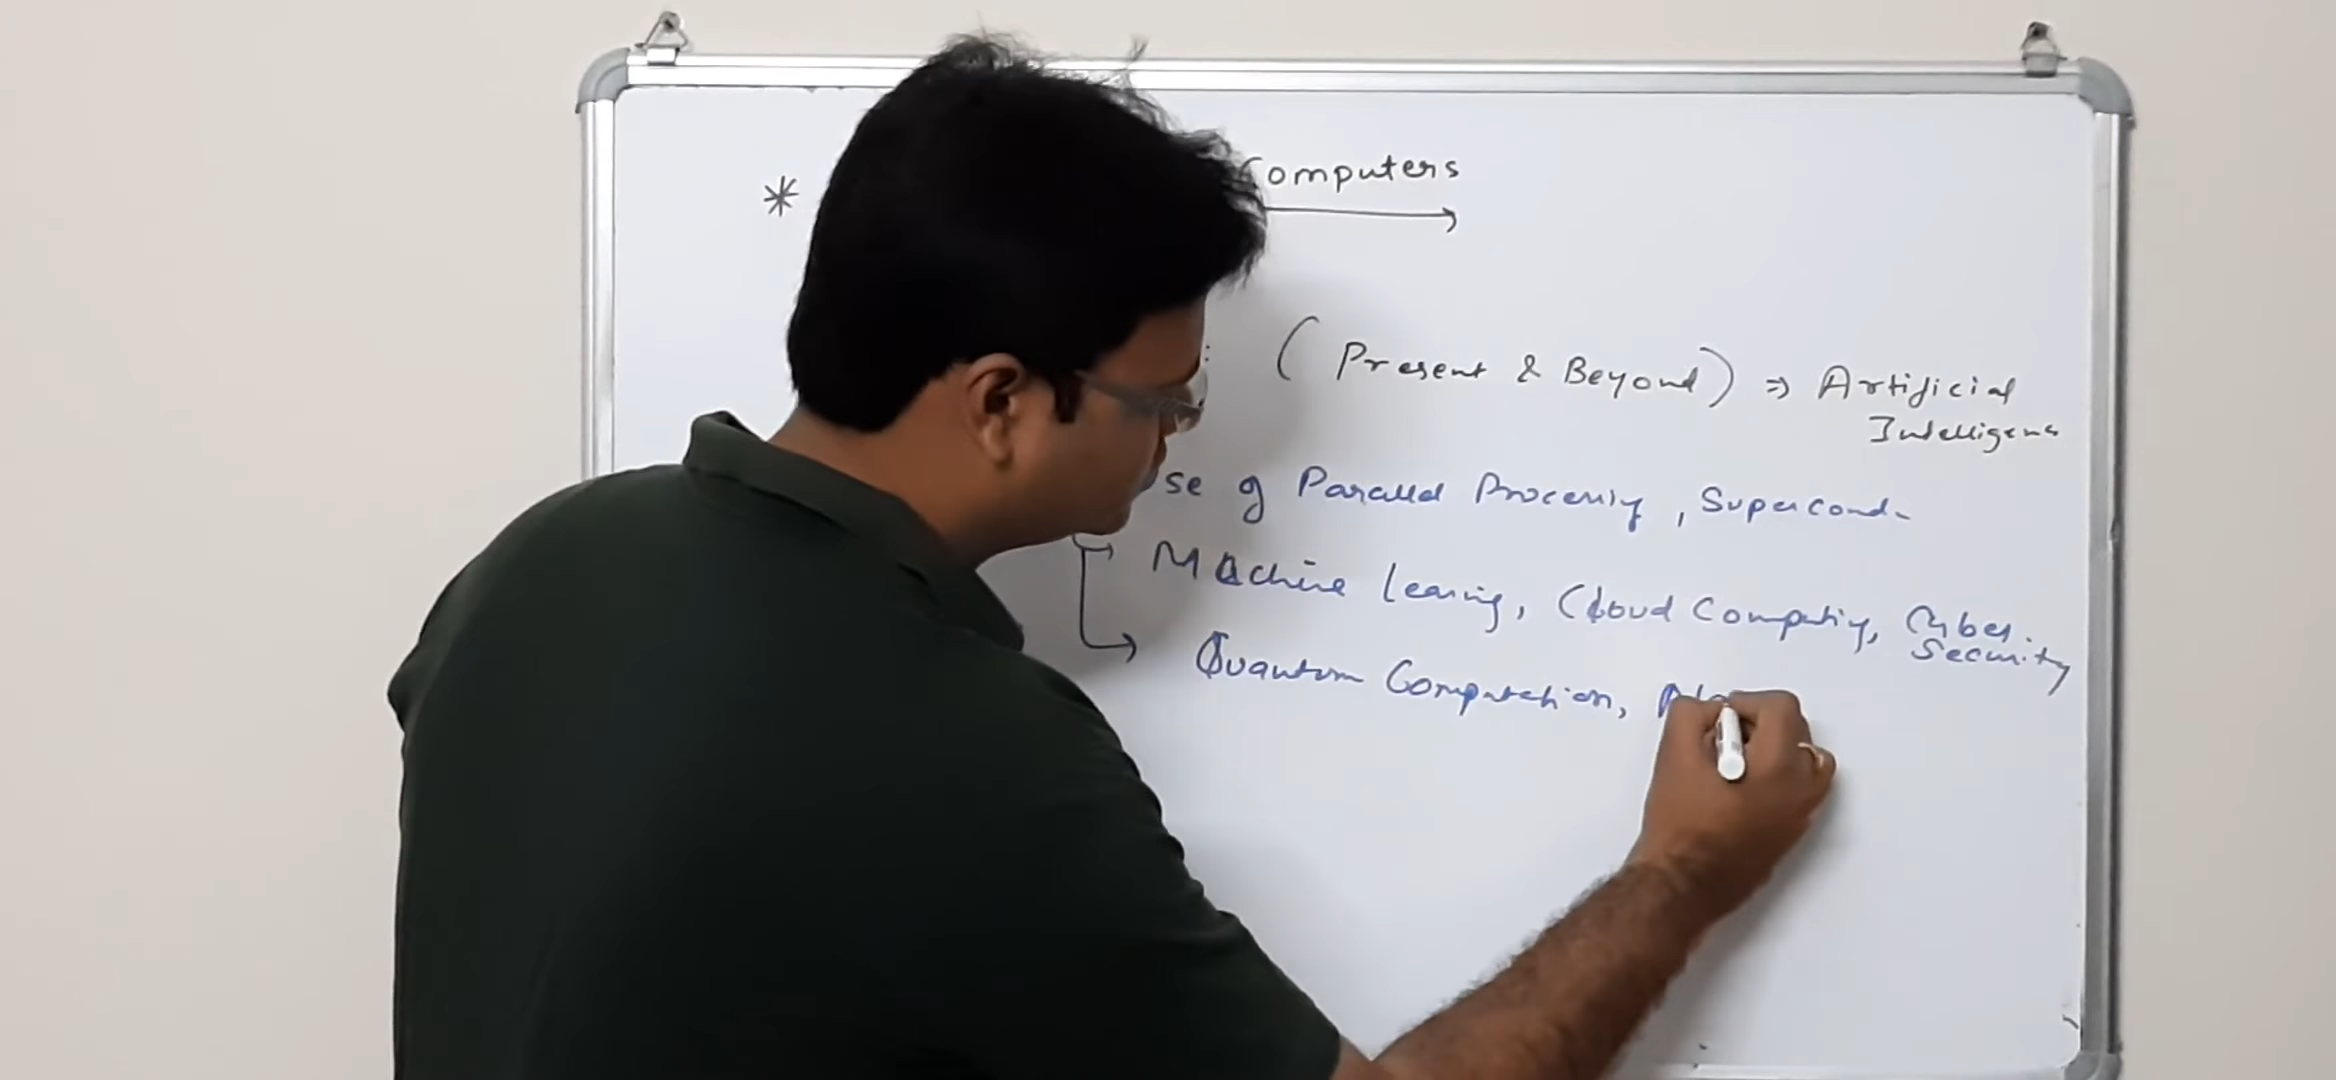 * Computers
: (Present & Beyond) ⇒ Artificial
Intelligence
se of Parallel Processing, Supercond-
→ Machine Learning, Cloud Computing, Cyber.
Security
→ Quantum Computation,